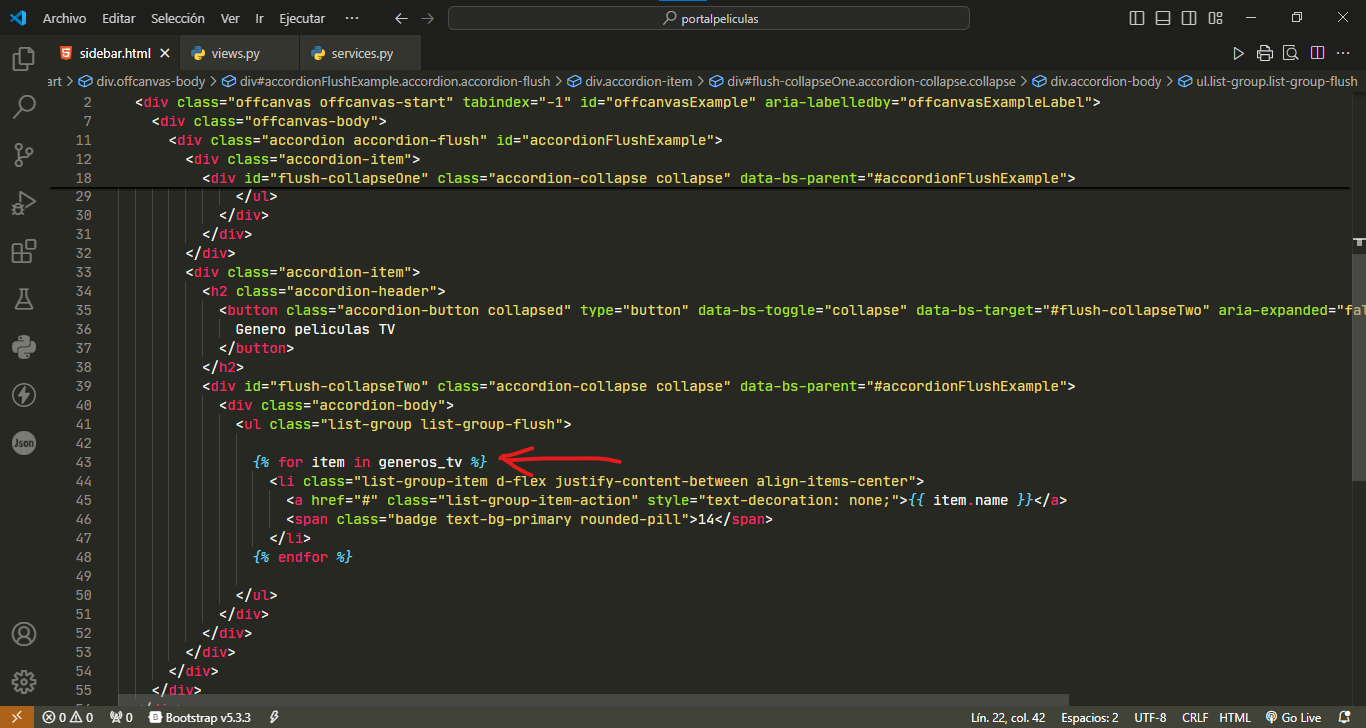 Archivo Editar Selección Ver Ir Ejecutar ··· portalpeliculas
sidebar.html views.py services.py
art > div.offcanvas-body > div#accordionFlushExample.accordion.accordion-flush > div.accordion-item > div#flush-collapseOne.accordion-collapse.collapse > div.accordion-body > ul.list-group.list-group-flush
2 <div class="offcanvas offcanvas-start" tabindex="-1" id="offcanvasExample" aria-labelledby="offcanvasExampleLabel">
7 <div class="offcanvas-body">
11 <div class="accordion accordion-flush" id="accordionFlushExample">
12 <div class="accordion-item">
18 <div id="flush-collapseOne" class="accordion-collapse collapse" data-bs-parent="#accordionFlushExample">
29 </ul>
30 </div>
31 </div>
32 </div>
33 <div class="accordion-item">
34 <h2 class="accordion-header">
35 <button class="accordion-button collapsed" type="button" data-bs-toggle="collapse" data-bs-target="#flush-collapseTwo" aria-expanded="fal
36 Genero peliculas TV
37 </button>
38 </h2>
39 <div id="flush-collapseTwo" class="accordion-collapse collapse" data-bs-parent="#accordionFlushExample">
40 <div class="accordion-body">
41 <ul class="list-group list-group-flush">
42
43 {% for item in generos_tv %}
44 <li class="list-group-item d-flex justify-content-between align-items-center">
45 <a href="#" class="list-group-item-action" style="text-decoration: none;">{{ item.name }}</a>
46 <span class="badge text-bg-primary rounded-pill">14</span>
47 </li>
48 {% endfor %}
49
50 </ul>
51 </div>
52 </div>
53 </div>
54 </div>
55 </div>
Json
0 0 0 Bootstrap v5.3.3 Lín. 22, col. 42 Espacios: 2 UTF-8 CRLF HTML Go Live